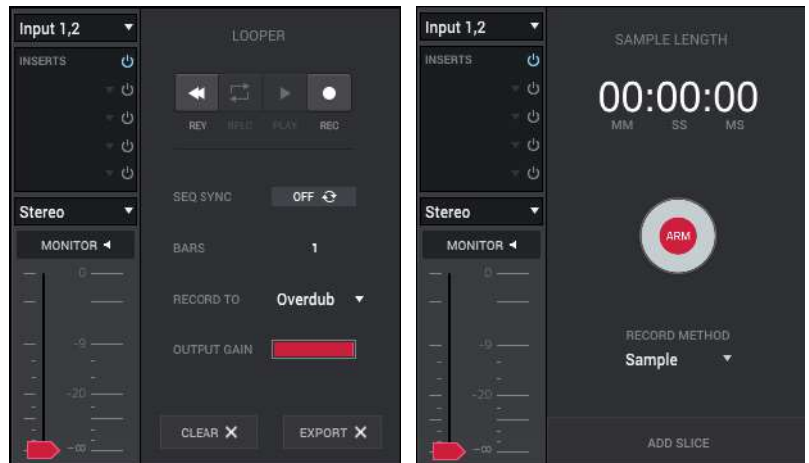 Input 1,2
INSERTS
Stereo
MONITOR
0
-9
-20
-∞
LOOPER
REV RPLC PLAY REC
SEQ SYNC OFF
BARS 1
RECORD TO Overdub
OUTPUT GAIN
CLEAR EXPORT
Input 1,2
INSERTS
Stereo
MONITOR
0
-9
-20
-∞
SAMPLE LENGTH
00:00:00
MM SS MS
ARM
RECORD METHOD
Sample
ADD SLICE